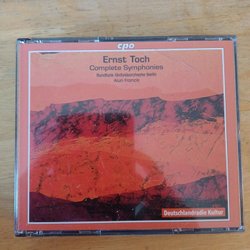 cpo
Ernst Toch
Complete Symphonies
Rundfunk-Sinfonieorchester Berlin
Alun Francis
Deutschlandradio Kultur